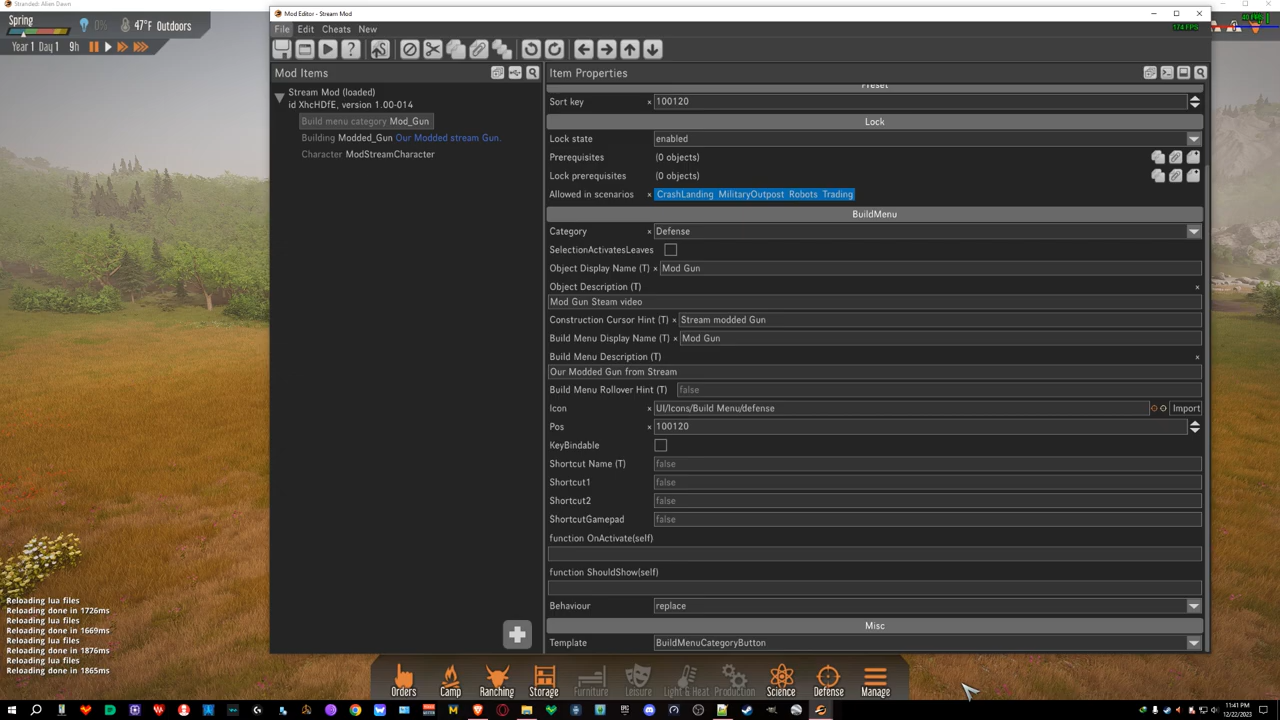 Stranded: Alien Dawn
Spring
0%
47°F Outdoors
Year 1 Day 1
9h
Mod Editor - Stream Mod
File Edit Cheats New
174 FPS
Mod Items
Stream Mod (loaded)
id XhcHDfE, version 1.00-014
Build menu category Mod_Gun
Building Modded_Gun Our Modded stream Gun.
Character ModStreamCharacter
Item Properties
Preset
Sort key × 100120
Lock
Lock state enabled
Prerequisites (0 objects)
Lock prerequisites (0 objects)
Allowed in scenarios × CrashLanding MilitaryOutpost Robots Trading
BuildMenu
Category × Defense
SelectionActivatesLeaves
Object Display Name (T) × Mod Gun
Object Description (T) ×
Mod Gun Steam video
Construction Cursor Hint (T) × Stream modded Gun
Build Menu Display Name (T) × Mod Gun
Build Menu Description (T) ×
Our Modded Gun from Stream
Build Menu Rollover Hint (T) false
Icon × UI/Icons/Build Menu/defense Import
Pos × 100120
KeyBindable
Shortcut Name (T) false
Shortcut1 false
Shortcut2 false
ShortcutGamepad false
function OnActivate(self)
function ShouldShow(self)
Behaviour replace
Misc
Template BuildMenuCategoryButton
Reloading lua files
Reloading done in 1726ms
Reloading lua files
Reloading done in 1669ms
Reloading lua files
Reloading done in 1876ms
Reloading lua files
Reloading done in 1865ms
Orders Camp Ranching Storage Furniture Leisure Light & Heat Production Science Defense Manage
11:41 PM
12/22/2023